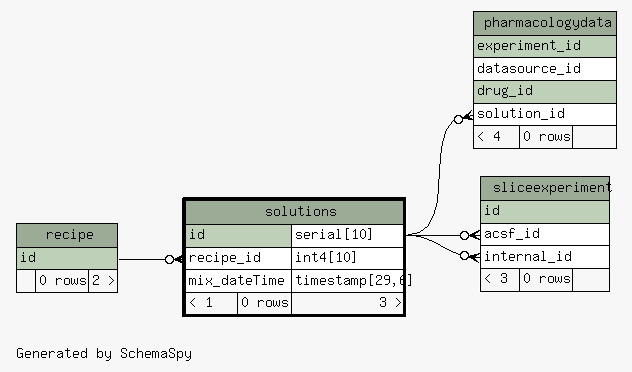 pharmacologydata
experiment_id
datasource_id
drug_id
solution_id
< 4 0 rows
sliceexperiment
id
acsf_id
internal_id
< 3 0 rows
solutions
id serial[10]
recipe_id int4[10]
mix_dateTime timestamp[29,6]
< 1 0 rows 3 >
recipe
id
0 rows 2 >
Generated by SchemaSpy